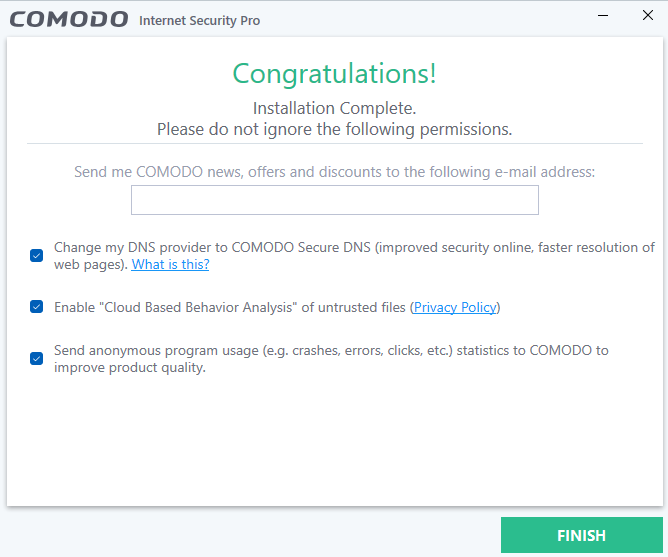 COMODO Internet Security Pro
Congratulations!
Installation Complete.
Please do not ignore the following permissions.
Send me COMODO news, offers and discounts to the following e-mail address:
Change my DNS provider to COMODO Secure DNS (improved security online, faster resolution of
web pages). What is this?
Enable "Cloud Based Behavior Analysis" of untrusted files (Privacy Policy)
Send anonymous program usage (e.g. crashes, errors, clicks, etc.) statistics to COMODO to
improve product quality.
FINISH